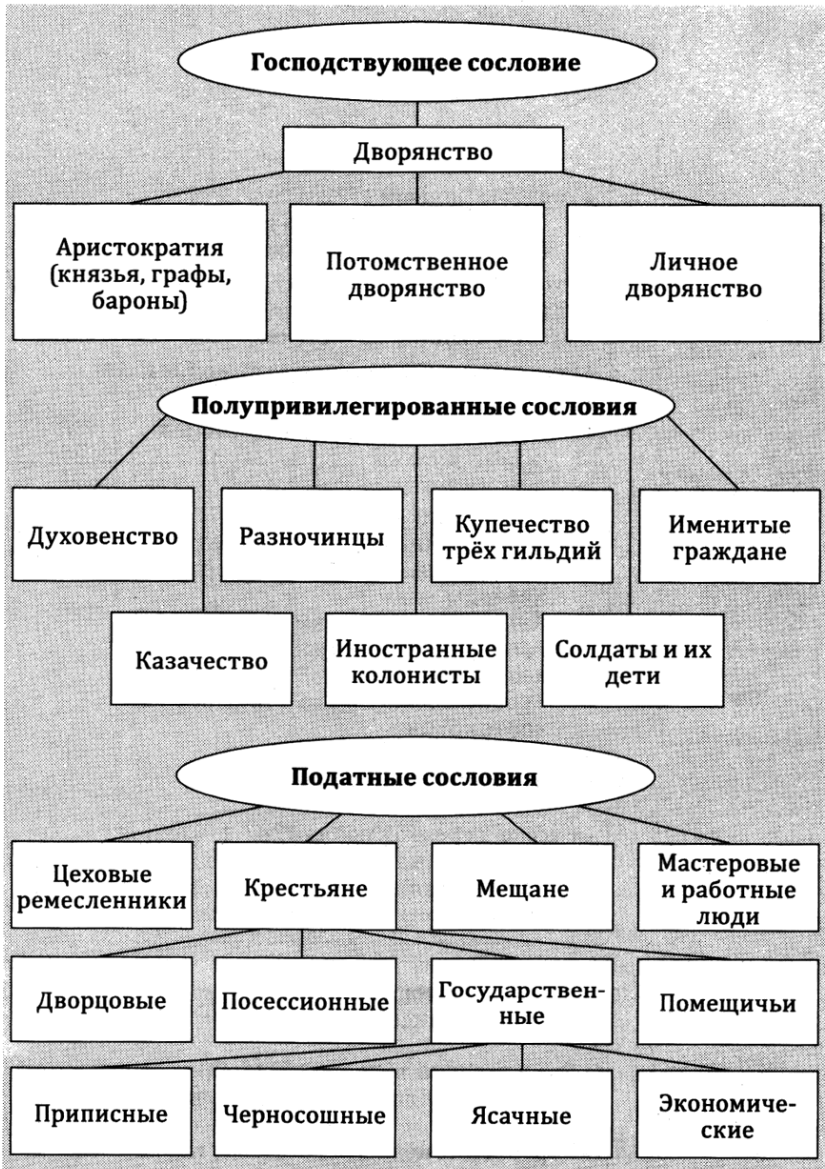 Господствующее сословие
Дворянство
Аристократия
(князья, графы,
бароны)
Потомственное
дворянство
Личное
дворянство
Полупривилегированные сословия
Духовенство
Разночинцы
Купечество
трёх гильдий
Именитые
граждане
Казачество
Иностранные
колонисты
Солдаты и их
дети
Податные сословия
Цеховые
ремесленники
Крестьяне
Мещане
Мастеровые
и работные
люди
Дворцовые
Посессионные
Государствен-
ные
Помещичьи
Приписные
Черносошные
Ясачные
Экономиче-
ские